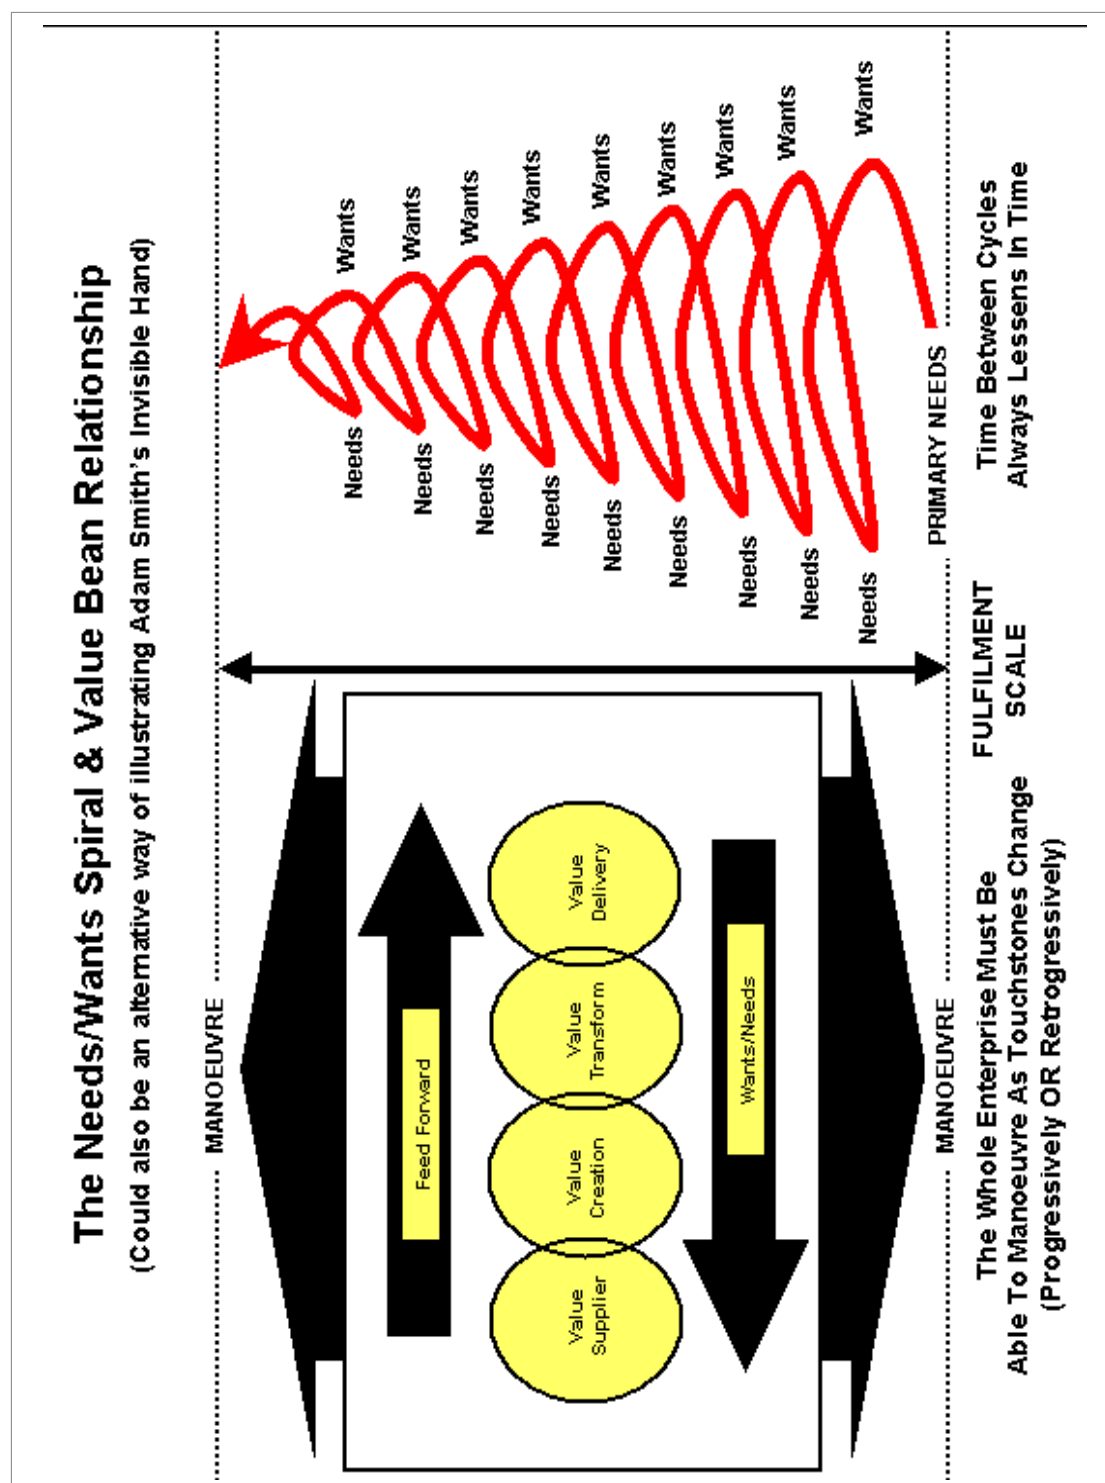 The Needs/Wants Spiral & Value Bean Relationship
(Could also be an alternative way of illustrating Adam Smith's Invisible Hand)
MANOEUVRE
Feed Forward
Value
Supplier
Value
Creation
Value
Transform
Value
Delivery
Wants/Needs
MANOEUVRE
The Whole Enterprise Must Be
Able To Manoeuvre As Touchstones Change
(Progressively OR Retrogressively)
FULFILMENT
SCALE
Wants
Wants
Wants
Wants
Wants
Wants
Wants
Wants
Wants
Needs
Needs
Needs
Needs
Needs
Needs
Needs
Needs
Needs
PRIMARY NEEDS
Time Between Cycles
Always Lessens In Time